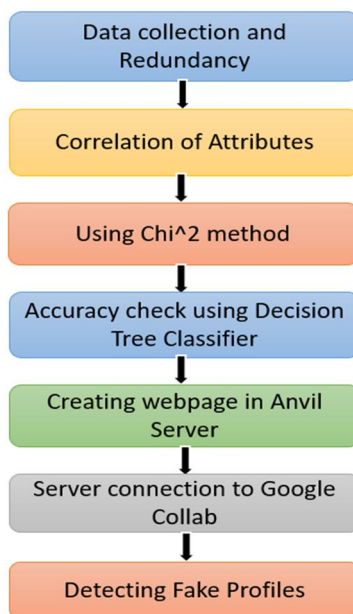 Data collection and
Redundancy
Correlation of Attributes
Using Chi^2 method
Accuracy check using Decision
Tree Classifier
Creating webpage in Anvil
Server
Server connection to Google
Collab
Detecting Fake Profiles